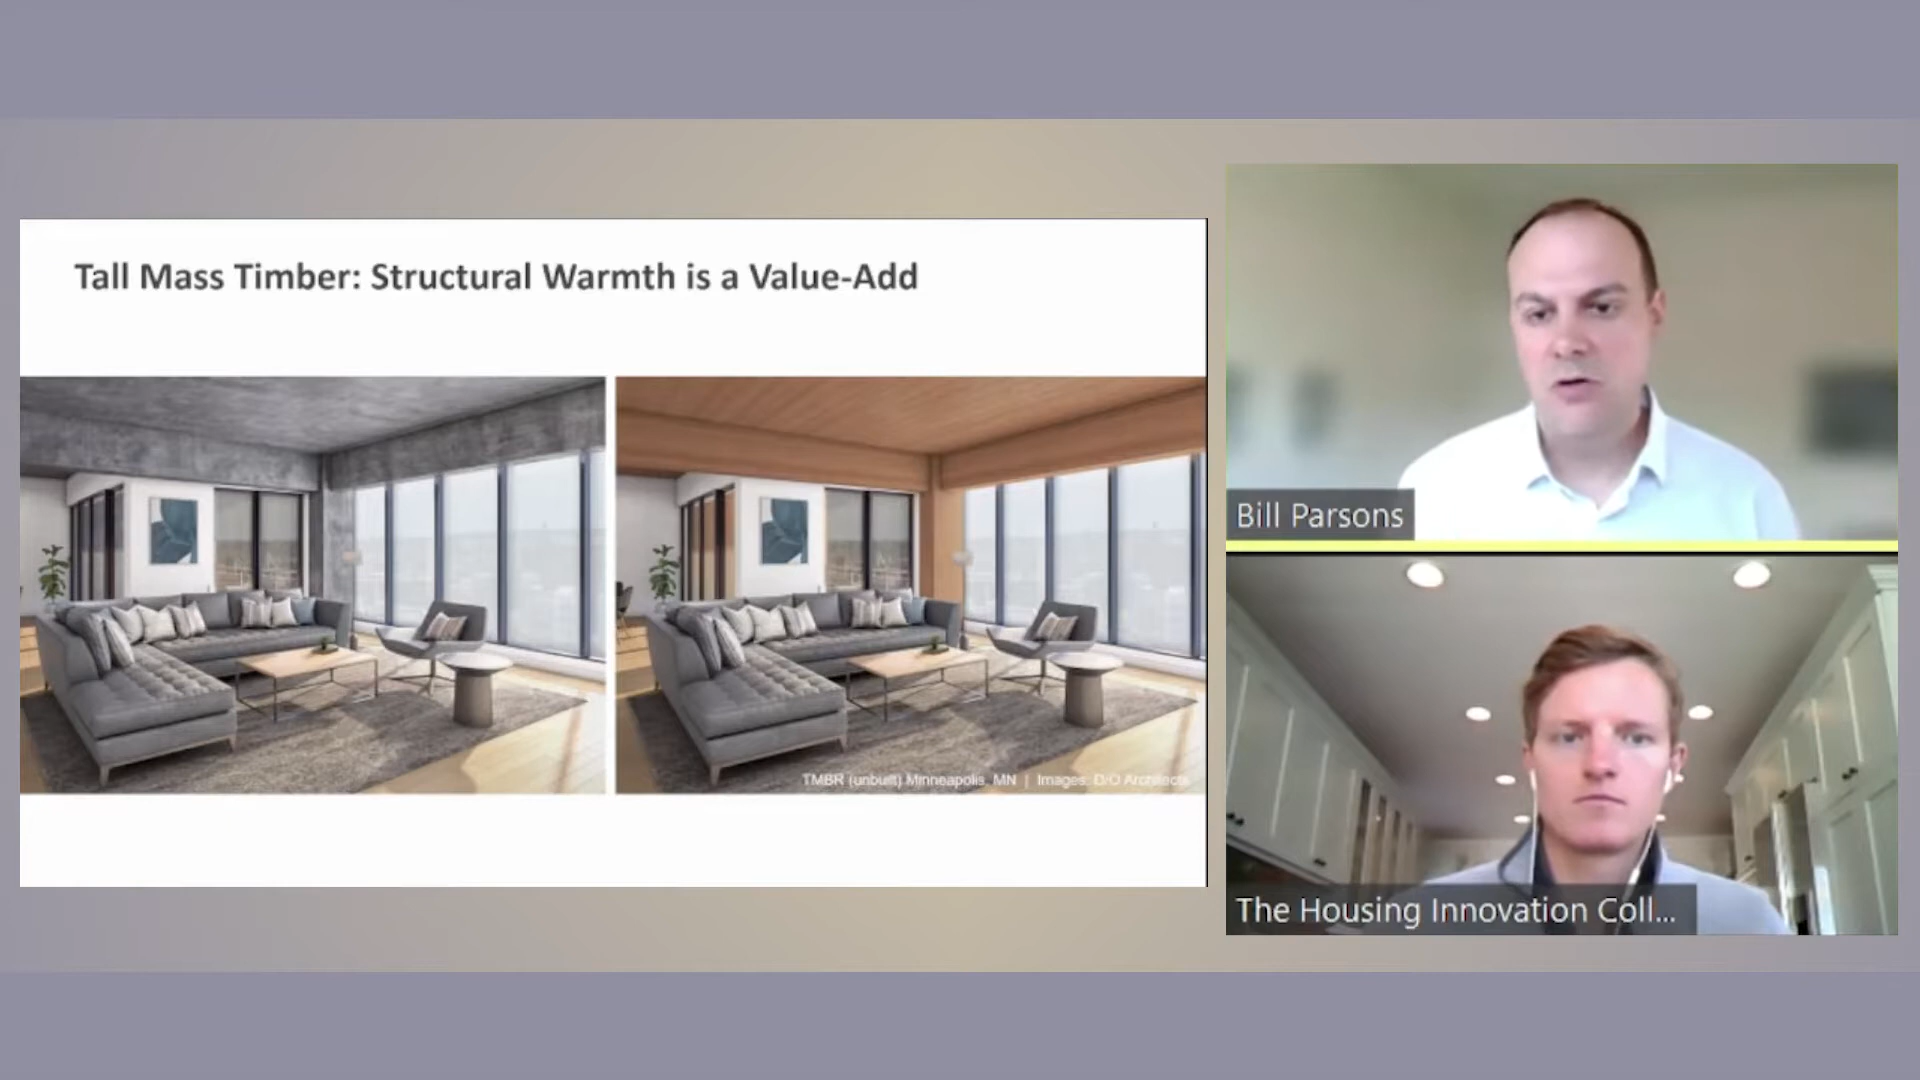 Tall Mass Timber: Structural Warmth is a Value-Add
TMBR (unbuilt) Minneapolis, MN | Images: D/O Architects
Bill Parsons
The Housing Innovation Coll...